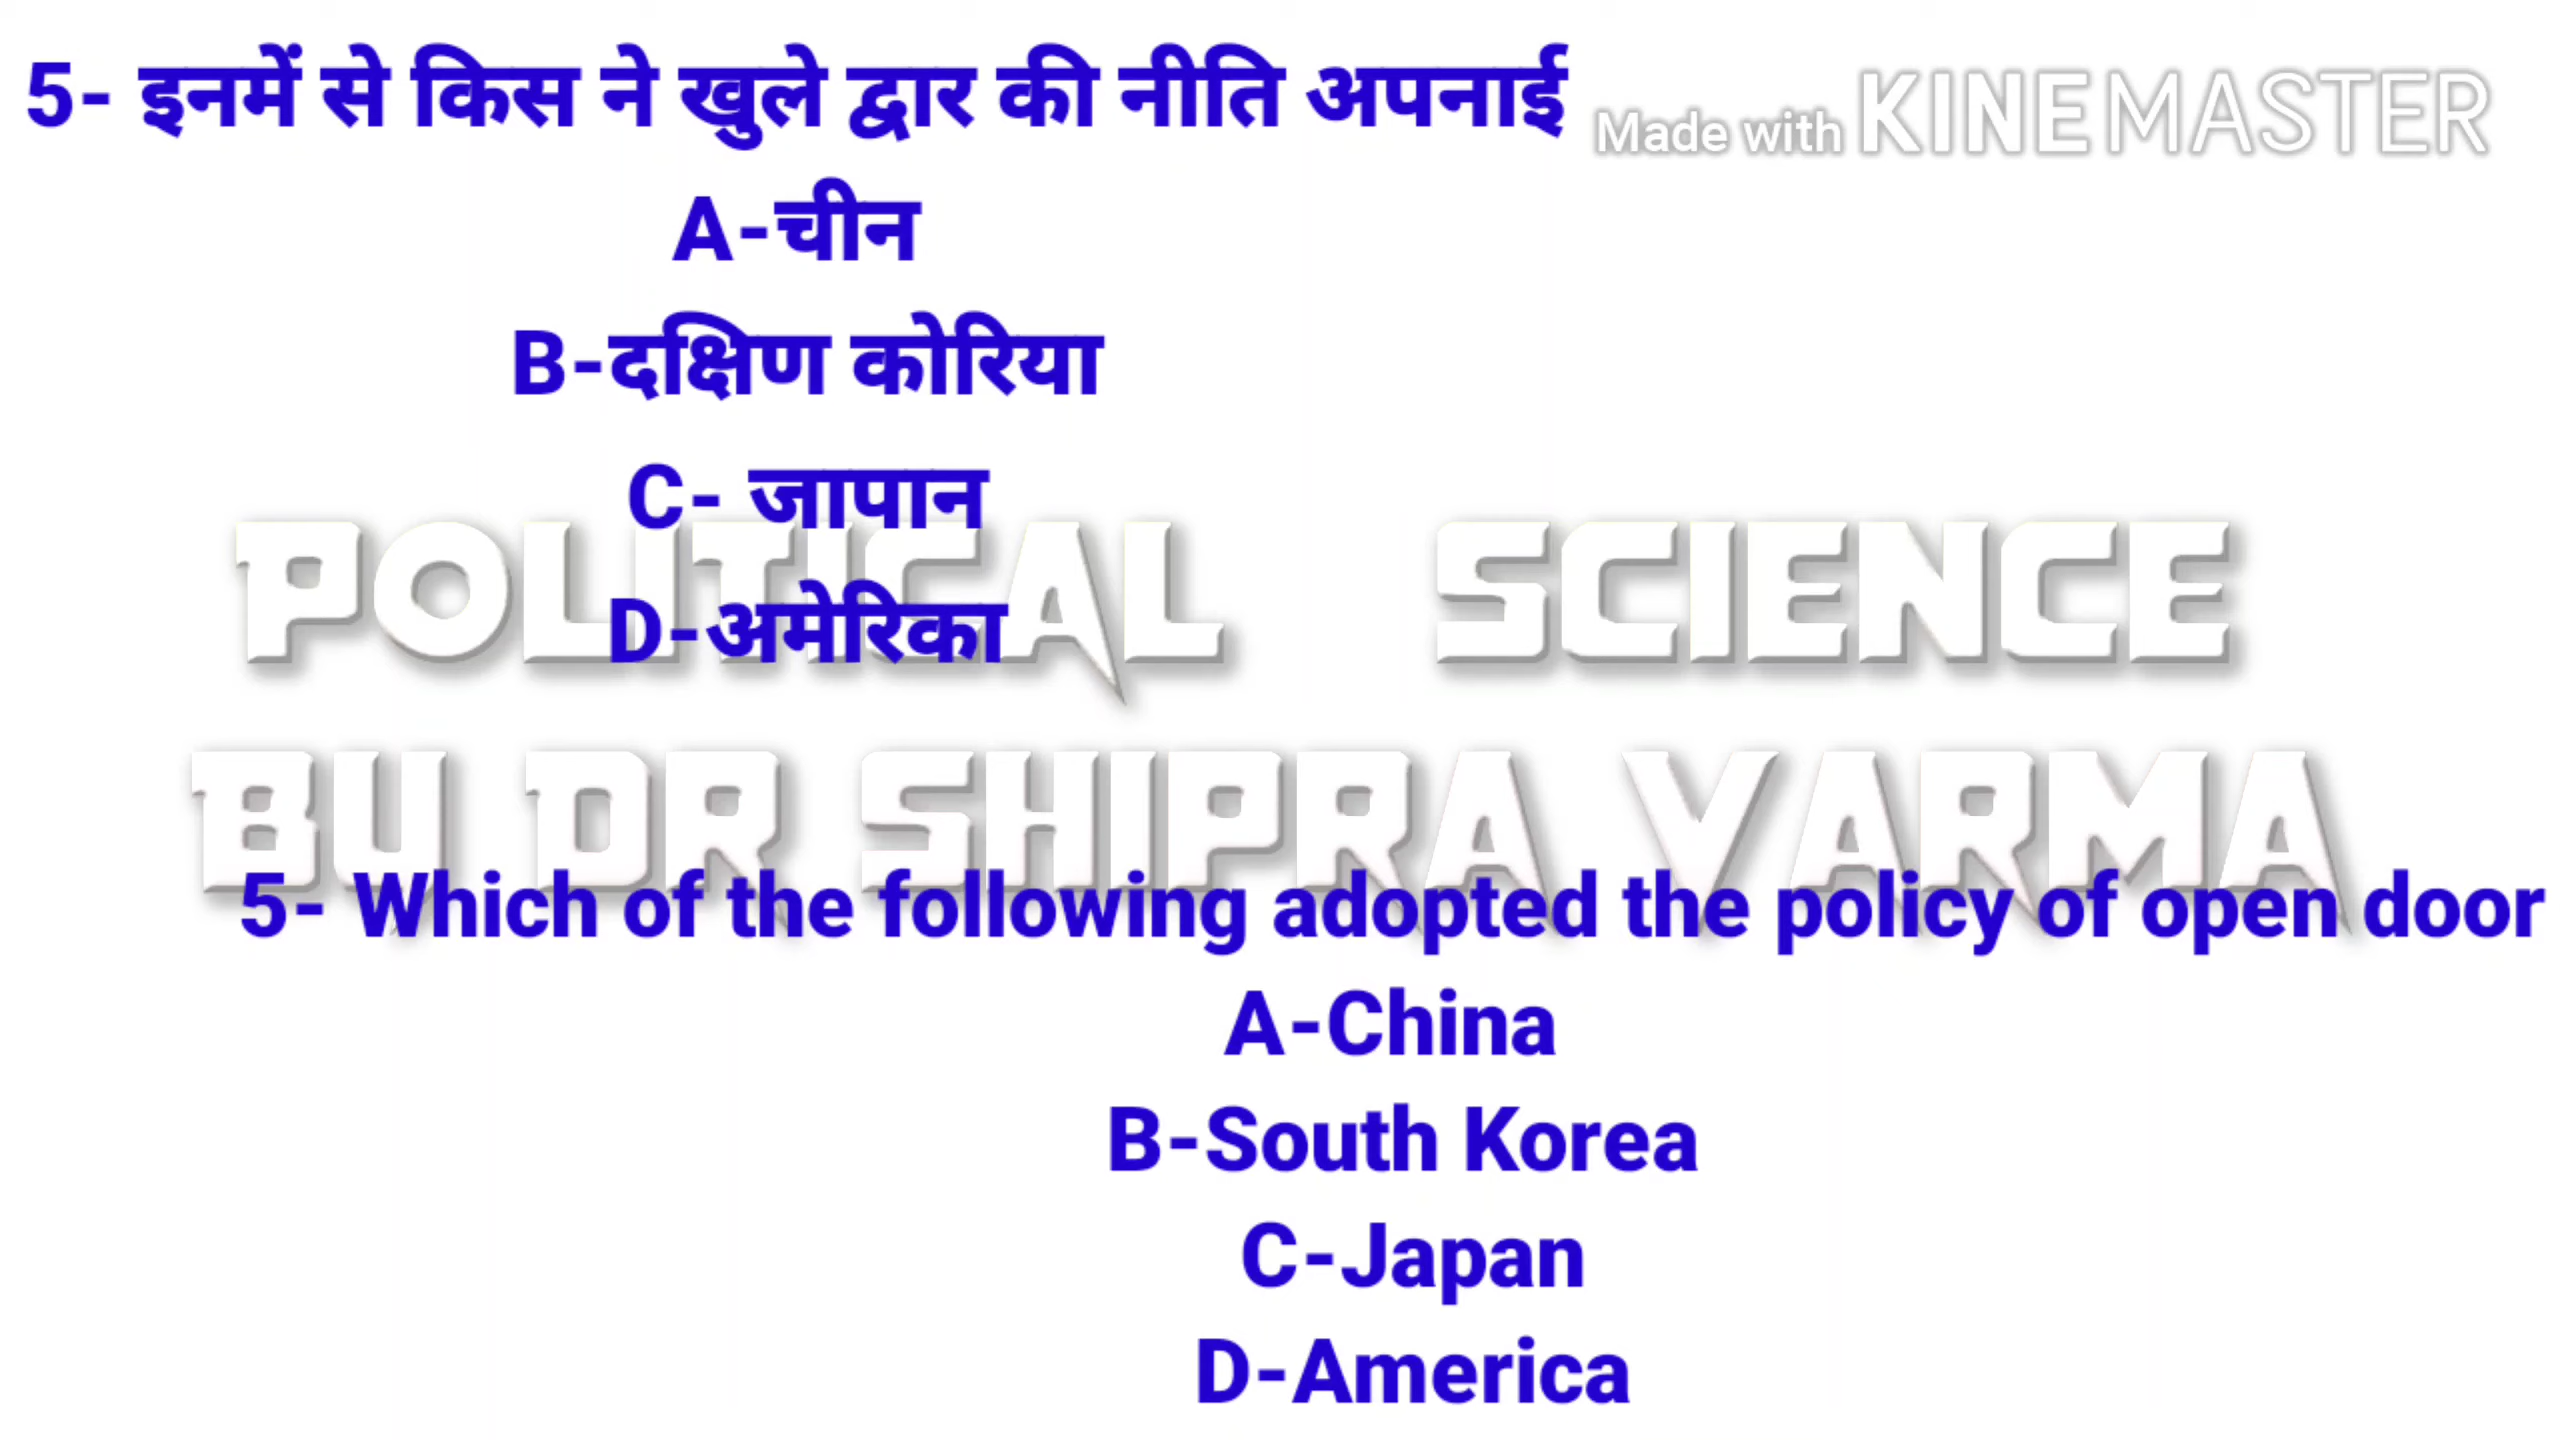 5- इनमें से किस ने खुले द्वार की नीति अपनाई
Made with KINEMASTER
A-चीन
B-दक्षिण कोरिया
C- जापान
D-अमेरिका
POLITICAL SCIENCE
BU DR SHIPRA VARMA
5- Which of the following adopted the policy of open door
A-China
B-South Korea
C-Japan
D-America